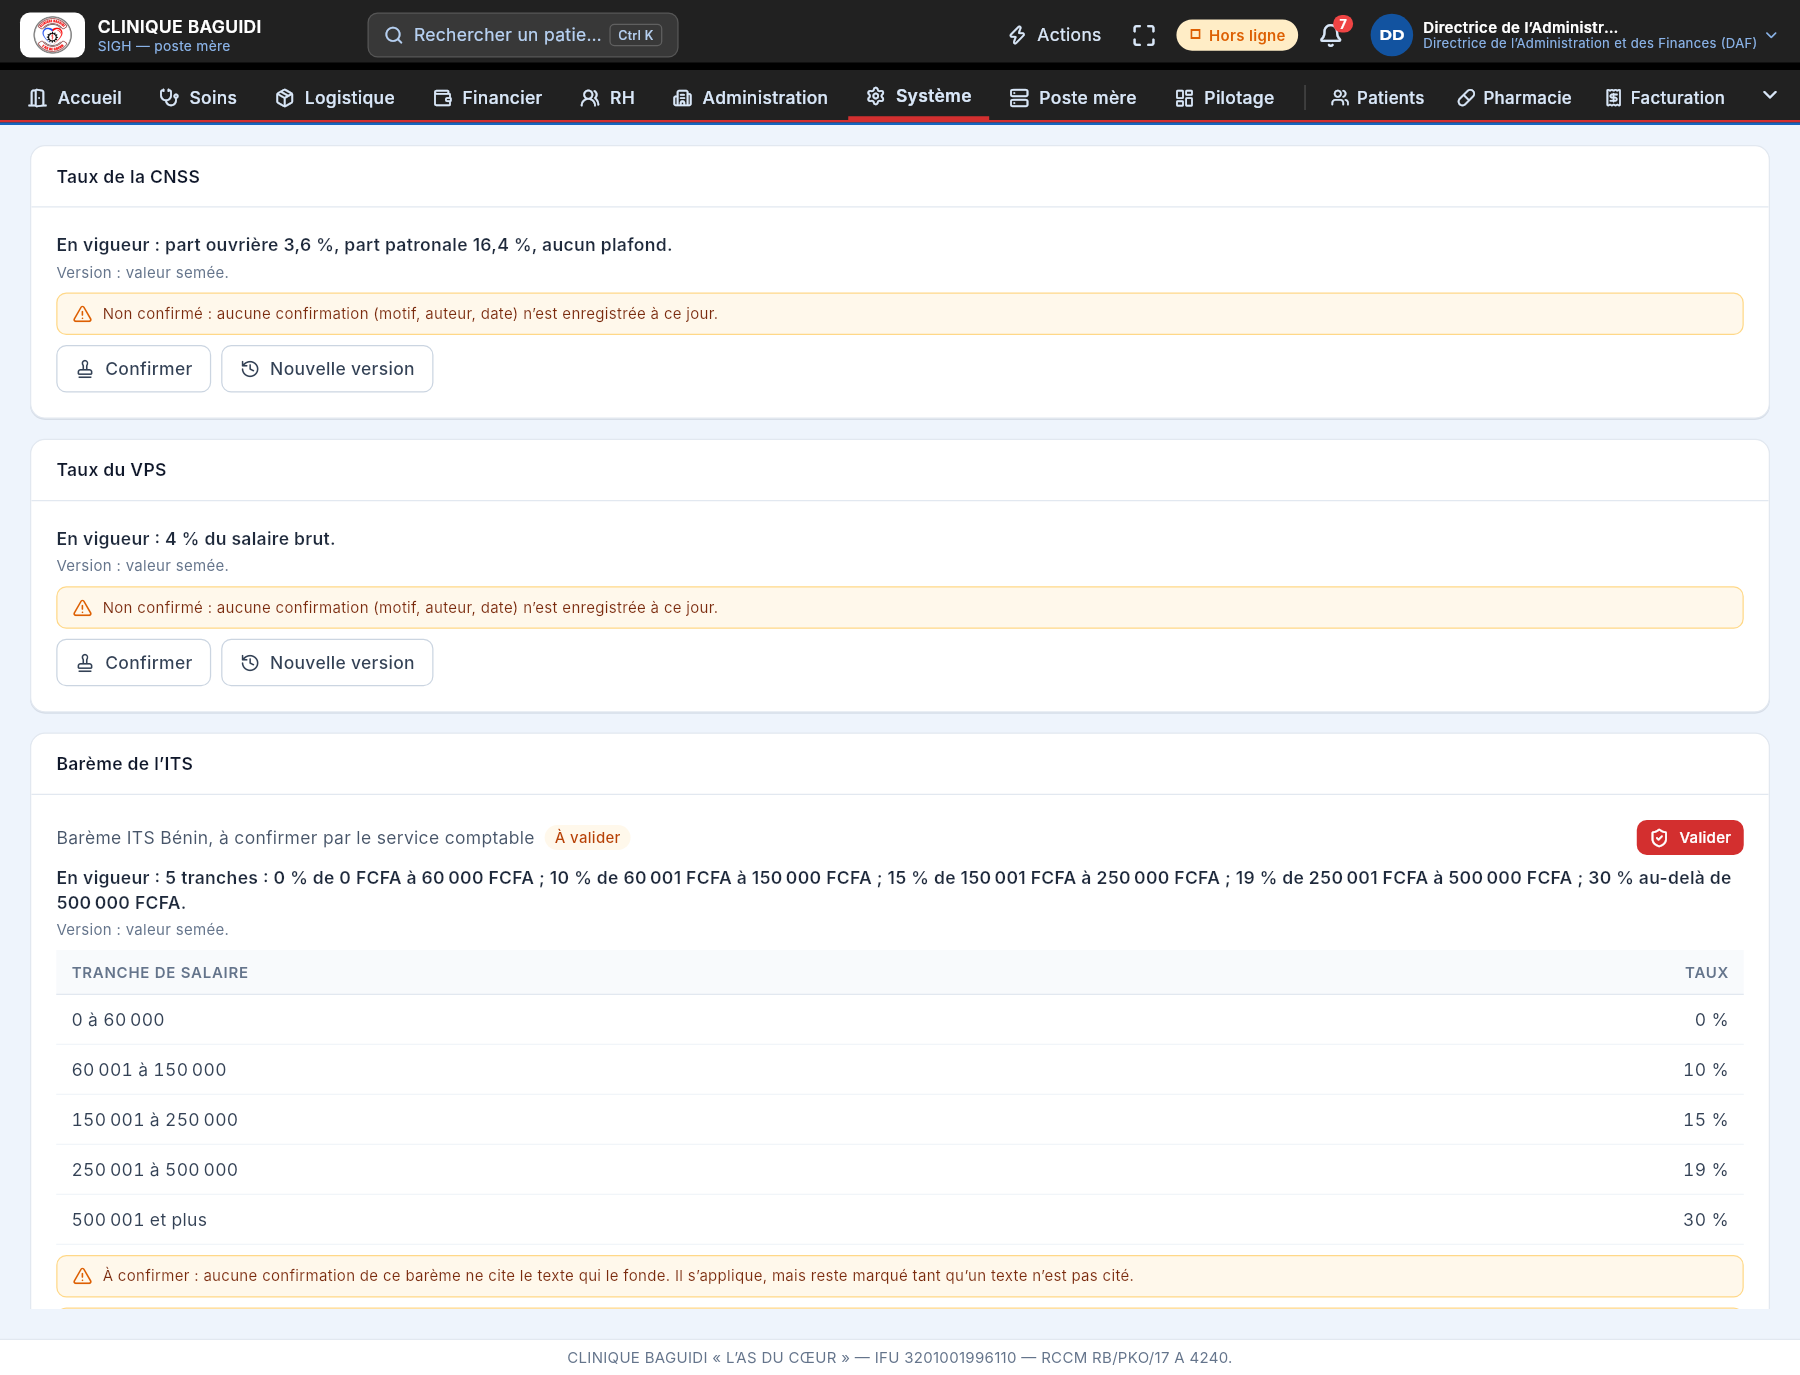 CLINIQUE BAGUIDI
SIGH — poste mère
Rechercher un patie... Ctrl K
Actions
Hors ligne
7
DD
Directrice de l’Administr...
Directrice de l’Administration et des Finances (DAF)
Accueil
Soins
Logistique
Financier
RH
Administration
Système
Poste mère
Pilotage
Patients
Pharmacie
Facturation
Taux de la CNSS
En vigueur : part ouvrière 3,6 %, part patronale 16,4 %, aucun plafond.
Version : valeur semée.
Non confirmé : aucune confirmation (motif, auteur, date) n’est enregistrée à ce jour.
Confirmer
Nouvelle version
Taux du VPS
En vigueur : 4 % du salaire brut.
Version : valeur semée.
Non confirmé : aucune confirmation (motif, auteur, date) n’est enregistrée à ce jour.
Confirmer
Nouvelle version
Barème de l’ITS
Barème ITS Bénin, à confirmer par le service comptable
À valider
Valider
En vigueur : 5 tranches : 0 % de 0 FCFA à 60 000 FCFA ; 10 % de 60 001 FCFA à 150 000 FCFA ; 15 % de 150 001 FCFA à 250 000 FCFA ; 19 % de 250 001 FCFA à 500 000 FCFA ; 30 % au-delà de
500 000 FCFA.
Version : valeur semée.
TRANCHE DE SALAIRE TAUX
0 à 60 000 0 %
60 001 à 150 000 10 %
150 001 à 250 000 15 %
250 001 à 500 000 19 %
500 001 et plus 30 %
À confirmer : aucune confirmation de ce barème ne cite le texte qui le fonde. Il s’applique, mais reste marqué tant qu’un texte n’est pas cité.
CLINIQUE BAGUIDI « L’AS DU CŒUR » — IFU 3201001996110 — RCCM RB/PKO/17 A 4240.